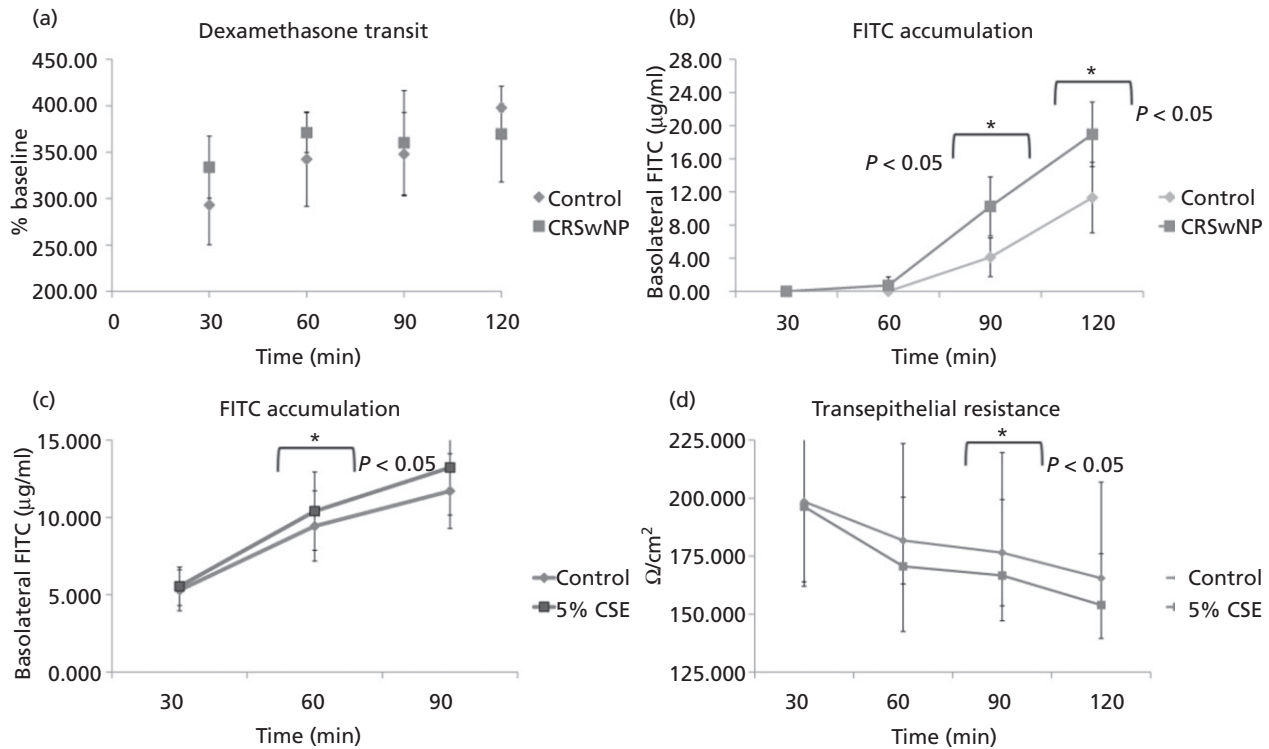 (a)
Dexamethasone transit
% baseline
450.00
400.00
350.00
300.00
250.00
200.00
0 30 60 90 120
Time (min)
Control
CRSwNP
(b)
FITC accumulation
Basolateral FITC (μg/ml)
28.00
24.00
20.00
16.00
12.00
8.00
4.00
0.00
*
P < 0.05
*
P < 0.05
30 60 90 120
Time (min)
Control
CRSwNP
(c)
FITC accumulation
Basolateral FITC (μg/ml)
15.000
10.000
5.000
0.000
*
P < 0.05
30 60 90
Time (min)
Control
5% CSE
(d)
Transepithelial resistance
Ω/cm²
225.000
200.000
175.000
150.000
125.000
*
P < 0.05
30 60 90 120
Time (min)
Control
5% CSE